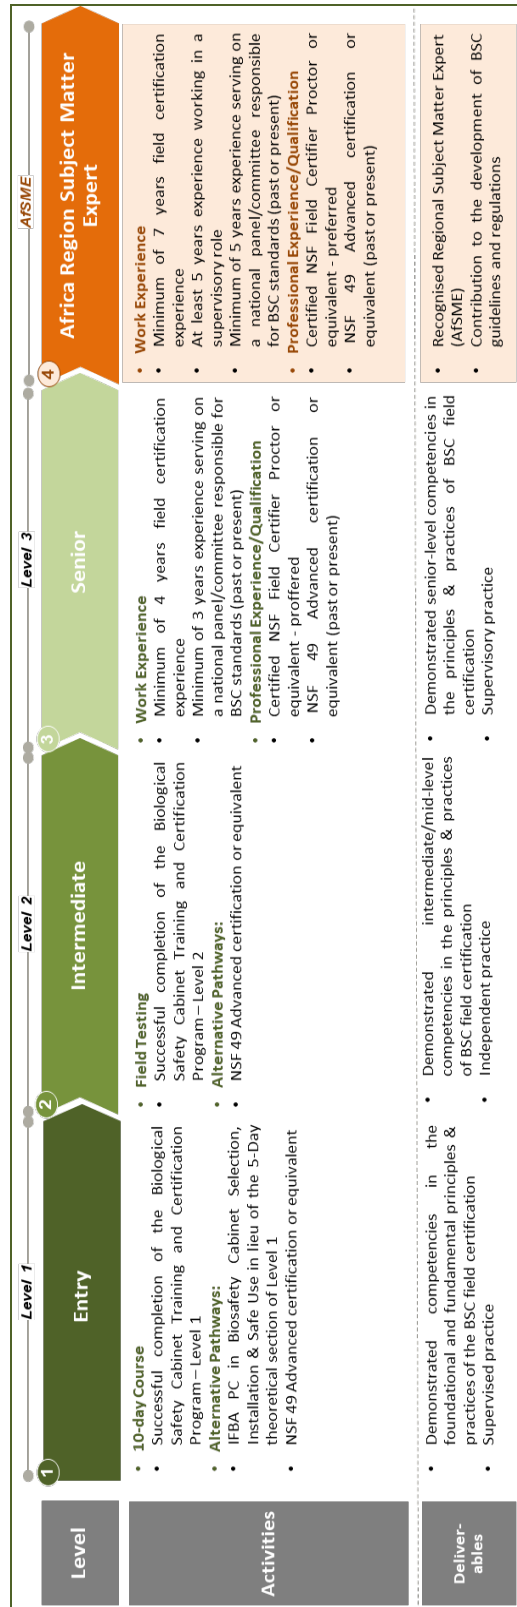 Level 1
Level 2
Level 3
AfSME
Level
1
Entry
2
Intermediate
3
Senior
4
Africa Region Subject Matter
Expert
Activities
• 10-day Course
• Successful completion of the Biological
Safety Cabinet Training and Certification
Program – Level 1
• Alternative Pathways:
• IFBA PC in Biosafety Cabinet Selection,
Installation & Safe Use in lieu of the 5-Day
theoretical section of Level 1
• NSF 49 Advanced certification or equivalent
• Field Testing
• Successful completion of the Biological
Safety Cabinet Training and Certification
Program – Level 2
• Alternative Pathways:
• NSF 49 Advanced certification or equivalent
• Work Experience
• Minimum of 4 years field certification
experience
• Minimum of 3 years experience serving on
a national panel/committee responsible for
BSC standards (past or present)
• Professional Experience/Qualification
• Certified NSF Field Certifier Proctor or
equivalent - proffered
• NSF 49 Advanced certification or
equivalent (past or present)
• Work Experience
• Minimum of 7 years field certification
experience
• At least 5 years experience working in a
supervisory role
• Minimum of 5 years experience serving on
a national panel/committee responsible
for BSC standards (past or present)
• Professional Experience/Qualification
• Certified NSF Field Certifier Proctor or
equivalent - preferred
• NSF 49 Advanced certification or
equivalent (past or present)
Deliver-
ables
• Demonstrated competencies in the
foundational and fundamental principles &
practices of the BSC field certification
• Supervised practice
• Demonstrated intermediate/mid-level
competencies in the principles & practices
of BSC field certification
• Independent practice
• Demonstrated senior-level competencies in
the principles & practices of BSC field
certification
• Supervisory practice
• Recognised Regional Subject Matter Expert
(AfSME)
• Contribution to the development of BSC
guidelines and regulations